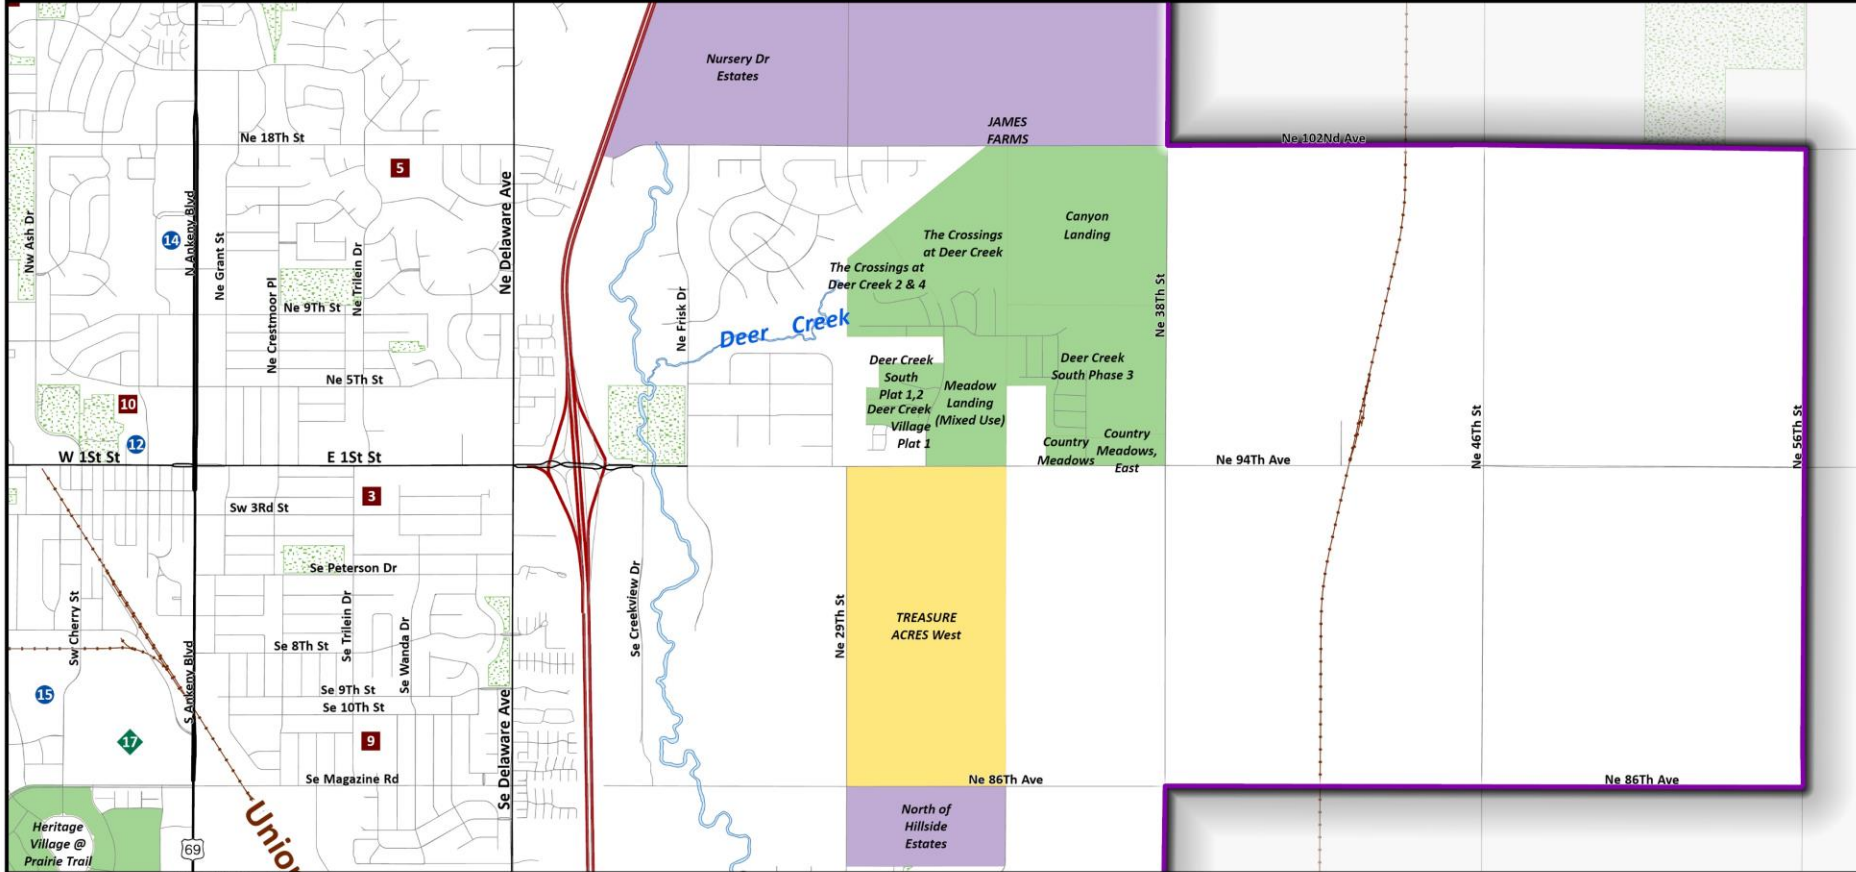 Nursery Dr
Estates
JAMES
FARMS
Ne 18Th St
Ne 102Nd Ave
5
Nw Ash Dr
N Ankeny Blvd
14
Ne Grant St
Ne Crestmoor Pl
Ne Trilein Dr
Ne 9Th St
Ne Delaware Ave
Ne Frisk Dr
Deer Creek
The Crossings at
Deer Creek 2 & 4
The Crossings
at Deer Creek
Canyon
Landing
Ne 38Th St
Ne 5Th St
10
12
Deer Creek
South
Plat 1,2
Deer Creek
Village
Plat 1
Meadow
Landing
(Mixed Use)
Deer Creek
South Phase 3
Country
Meadows
Country
Meadows,
East
Ne 46Th St
Ne 56Th St
W 1St St
E 1St St
Ne 94Th Ave
3
Sw 3Rd St
Se Peterson Dr
Sw Cherry St
S Ankeny Blvd
Se Trilein Dr
Se Wanda Dr
Se 8Th St
Se 9Th St
Se 10Th St
Se Delaware Ave
Se Creekview Dr
Ne 29Th St
TREASURE
ACRES West
15
17
9
Se Magazine Rd
Ne 86Th Ave
Ne 86Th Ave
Union
Heritage
Village @
Prairie Trail
69
North of
Hillside
Estates